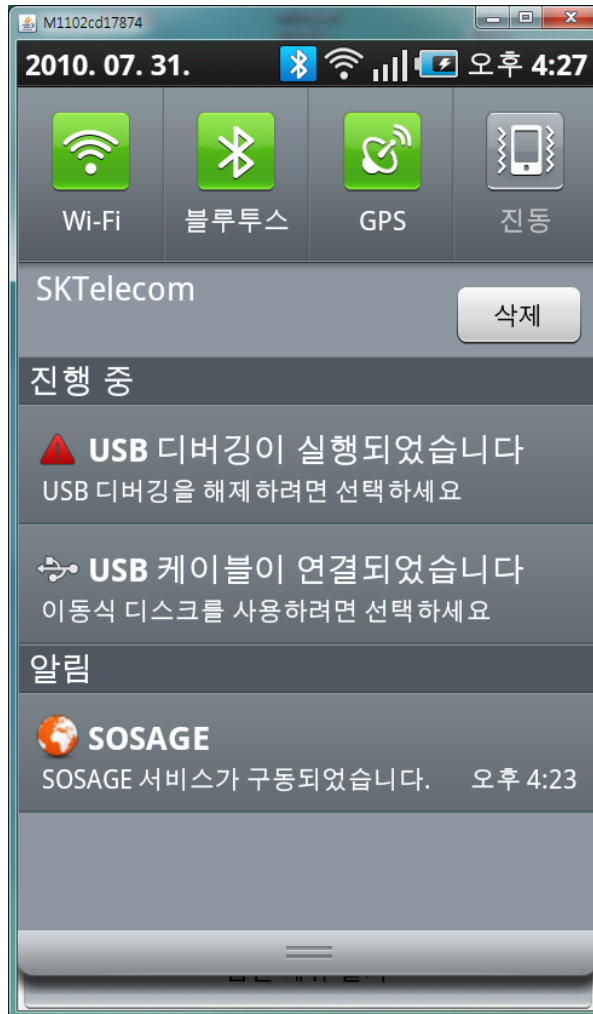 M1102cd17874
2010. 07. 31. 오후 4:27
Wi-Fi 블루투스 GPS 진동
SKTelecom
삭제
진행 중
USB 디버깅이 실행되었습니다
USB 디버깅을 해제하려면 선택하세요
USB 케이블이 연결되었습니다
이동식 디스크를 사용하려면 선택하세요
알림
SOSAGE
SOSAGE 서비스가 구동되었습니다. 오후 4:23